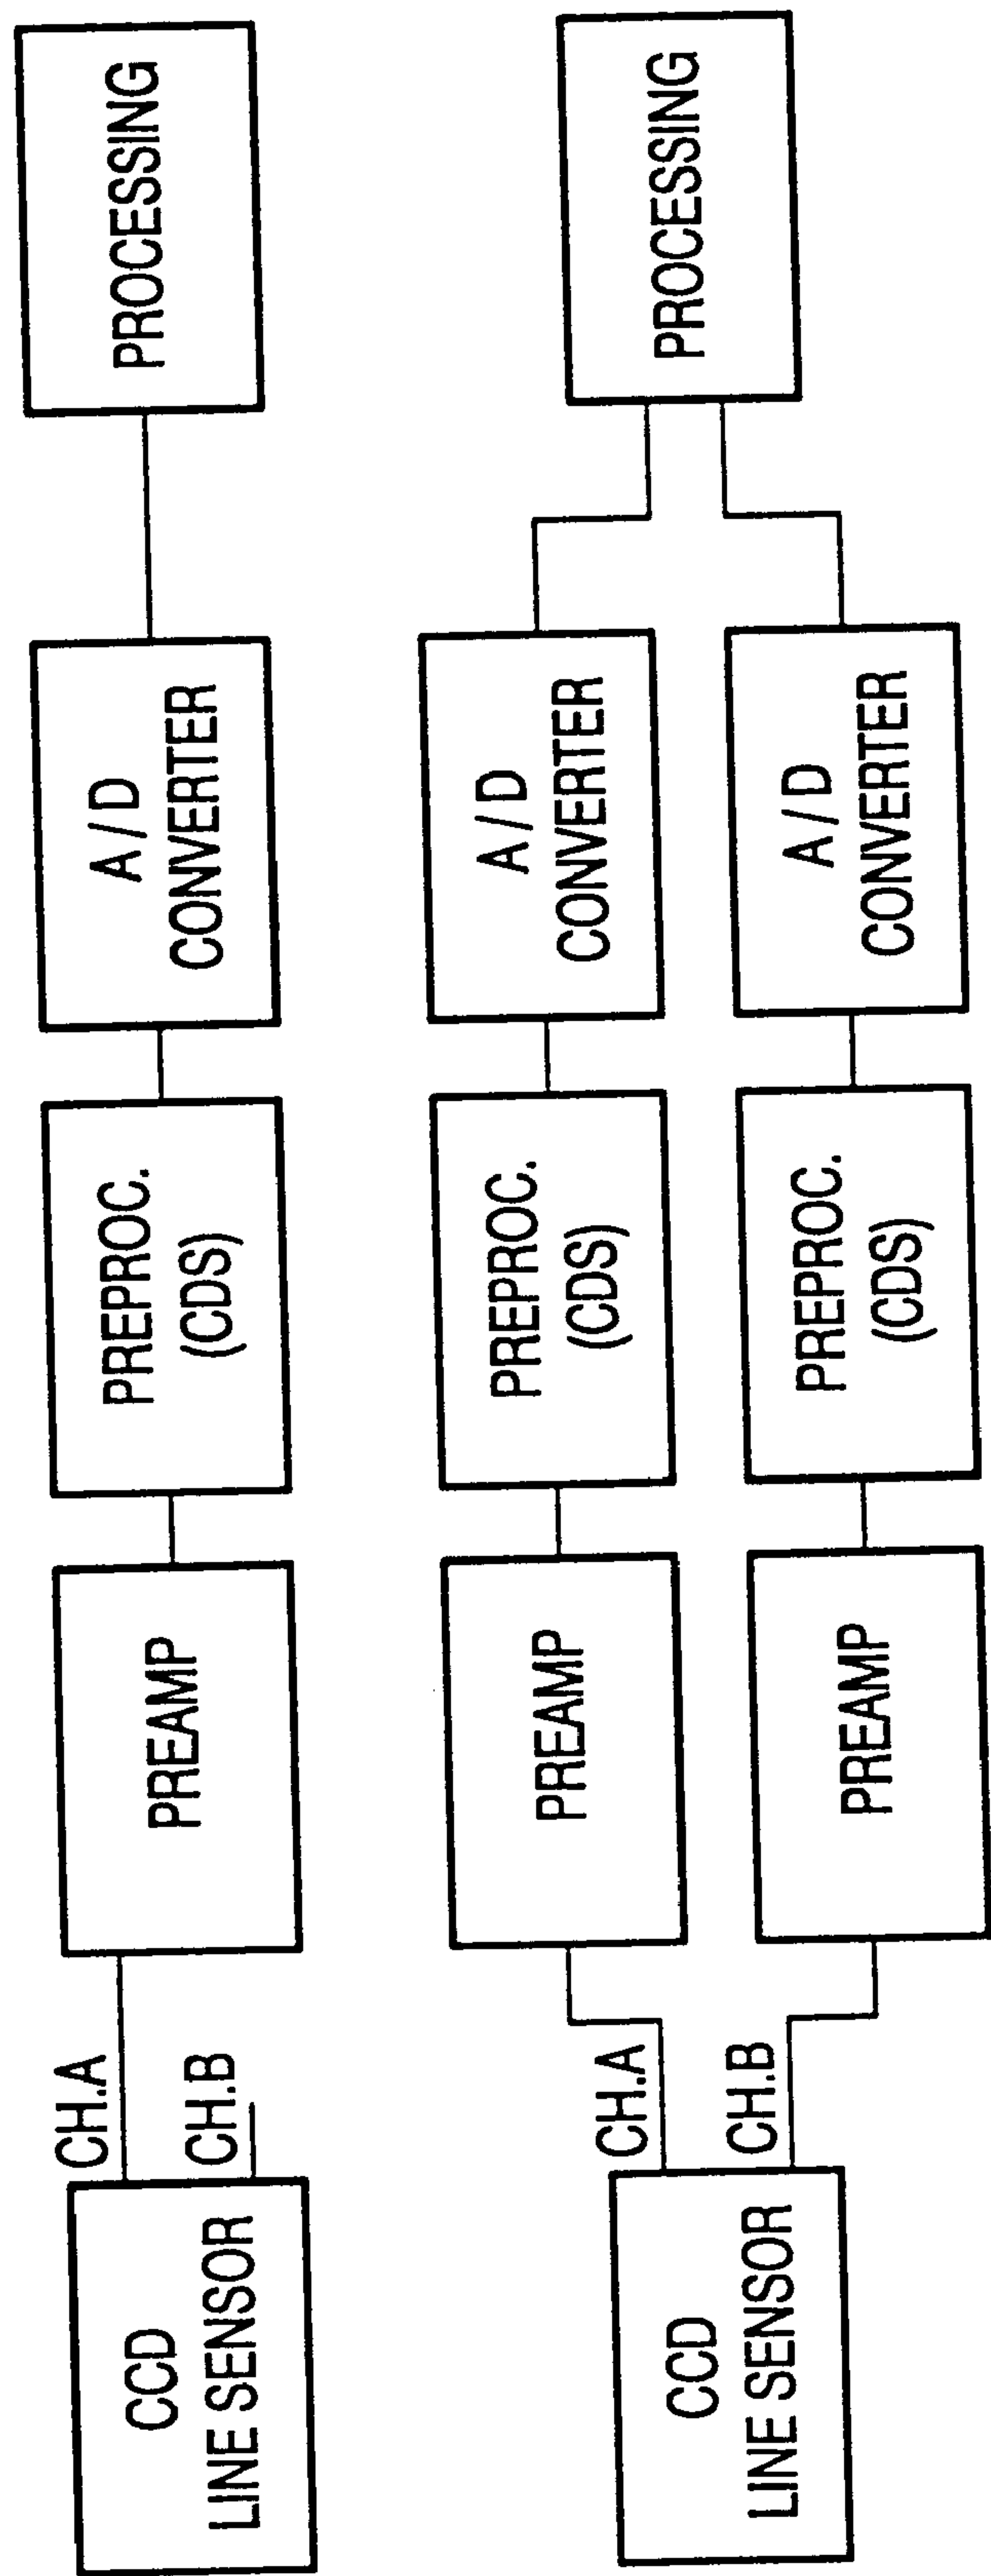 CCD
LINE SENSOR
CH.A
CH.B
PREAMP
PREPROC.
(CDS)
A/D
CONVERTER
PROCESSING
CCD
LINE SENSOR
CH.A
CH.B
PREAMP
PREPROC.
(CDS)
A/D
CONVERTER
PREAMP
PREPROC.
(CDS)
A/D
CONVERTER
PROCESSING